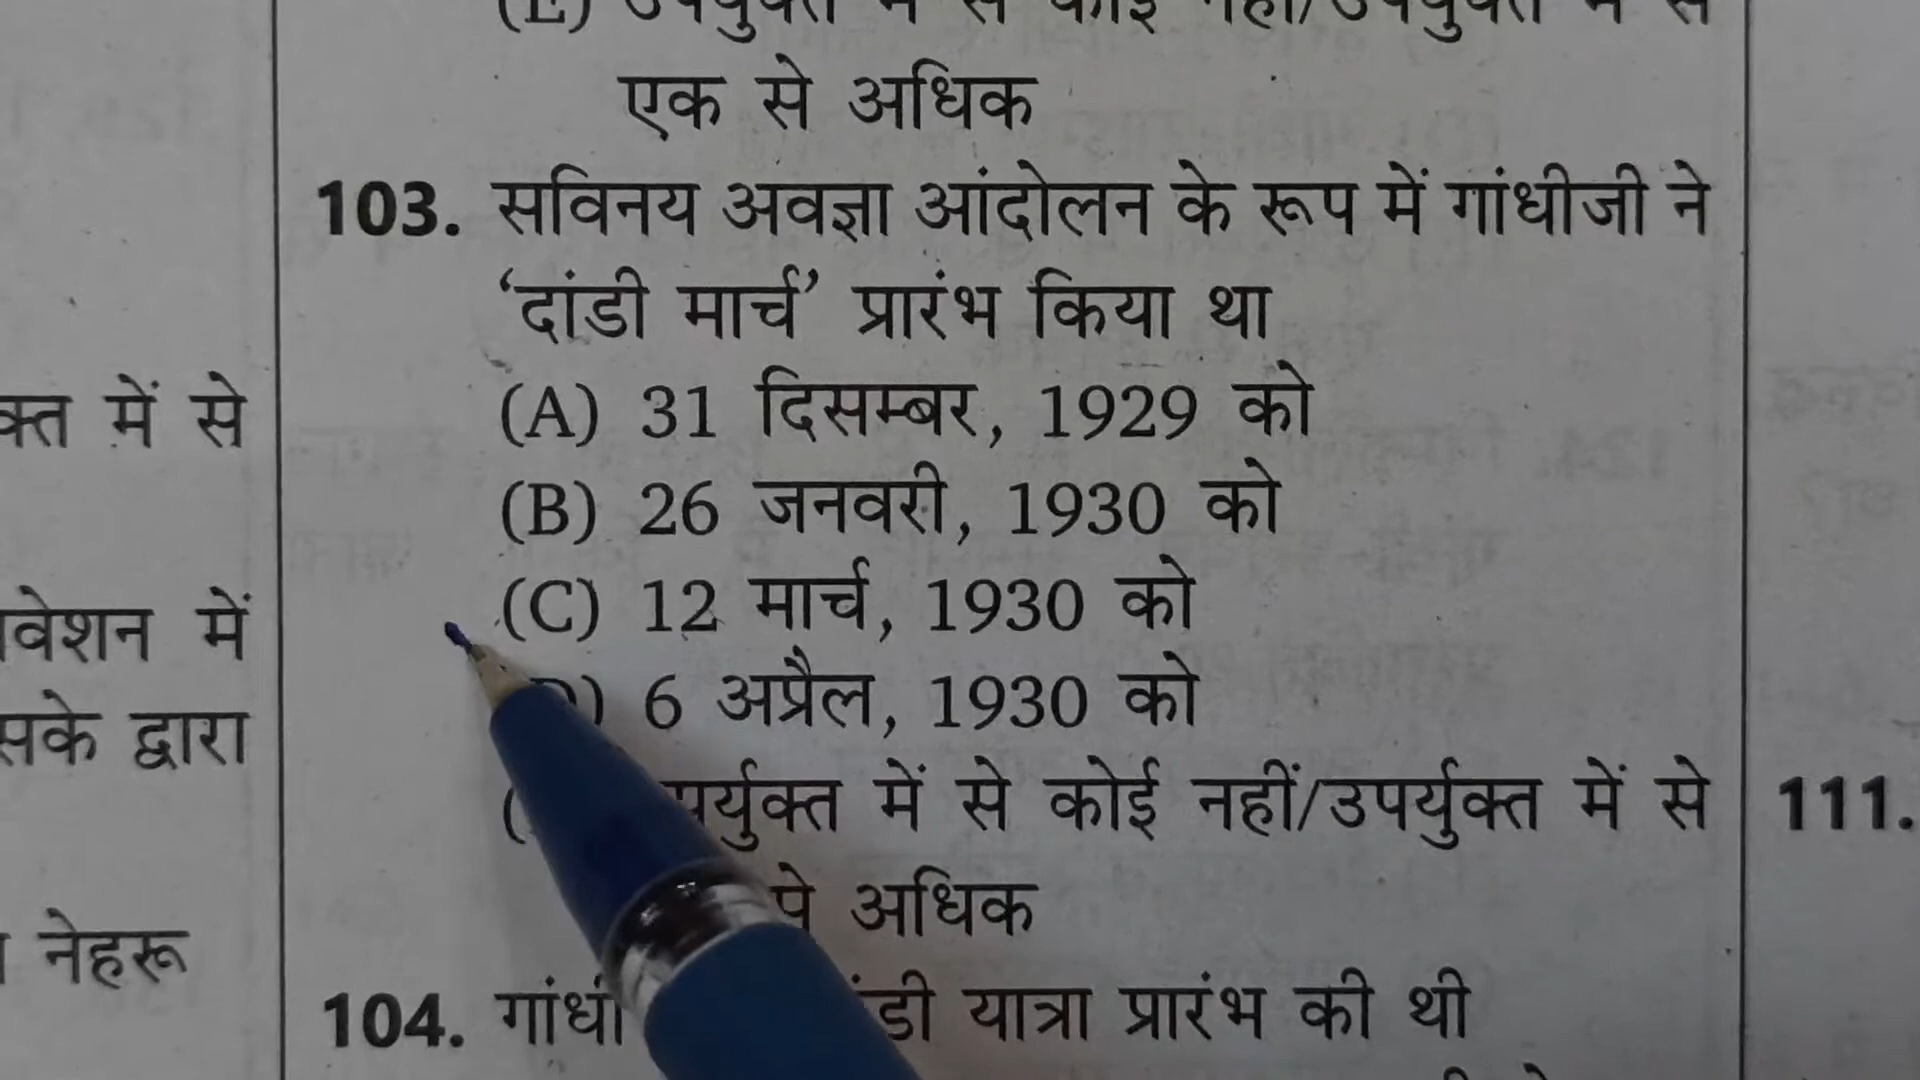 एक से अधिक
103. सविनय अवज्ञा आंदोलन के रूप में गांधीजी ने
‘दांडी मार्च’ प्रारंभ किया था
(A) 31 दिसम्बर, 1929 को
क्त में से
(B) 26 जनवरी, 1930 को
(C) 12 मार्च, 1930 को
वेशन में
6 अप्रैल, 1930 को
सके द्वारा
में से कोई नहीं/उपर्युक्त में से
111.
अधिक
नेहरू
104. यात्रा प्रारंभ की थी